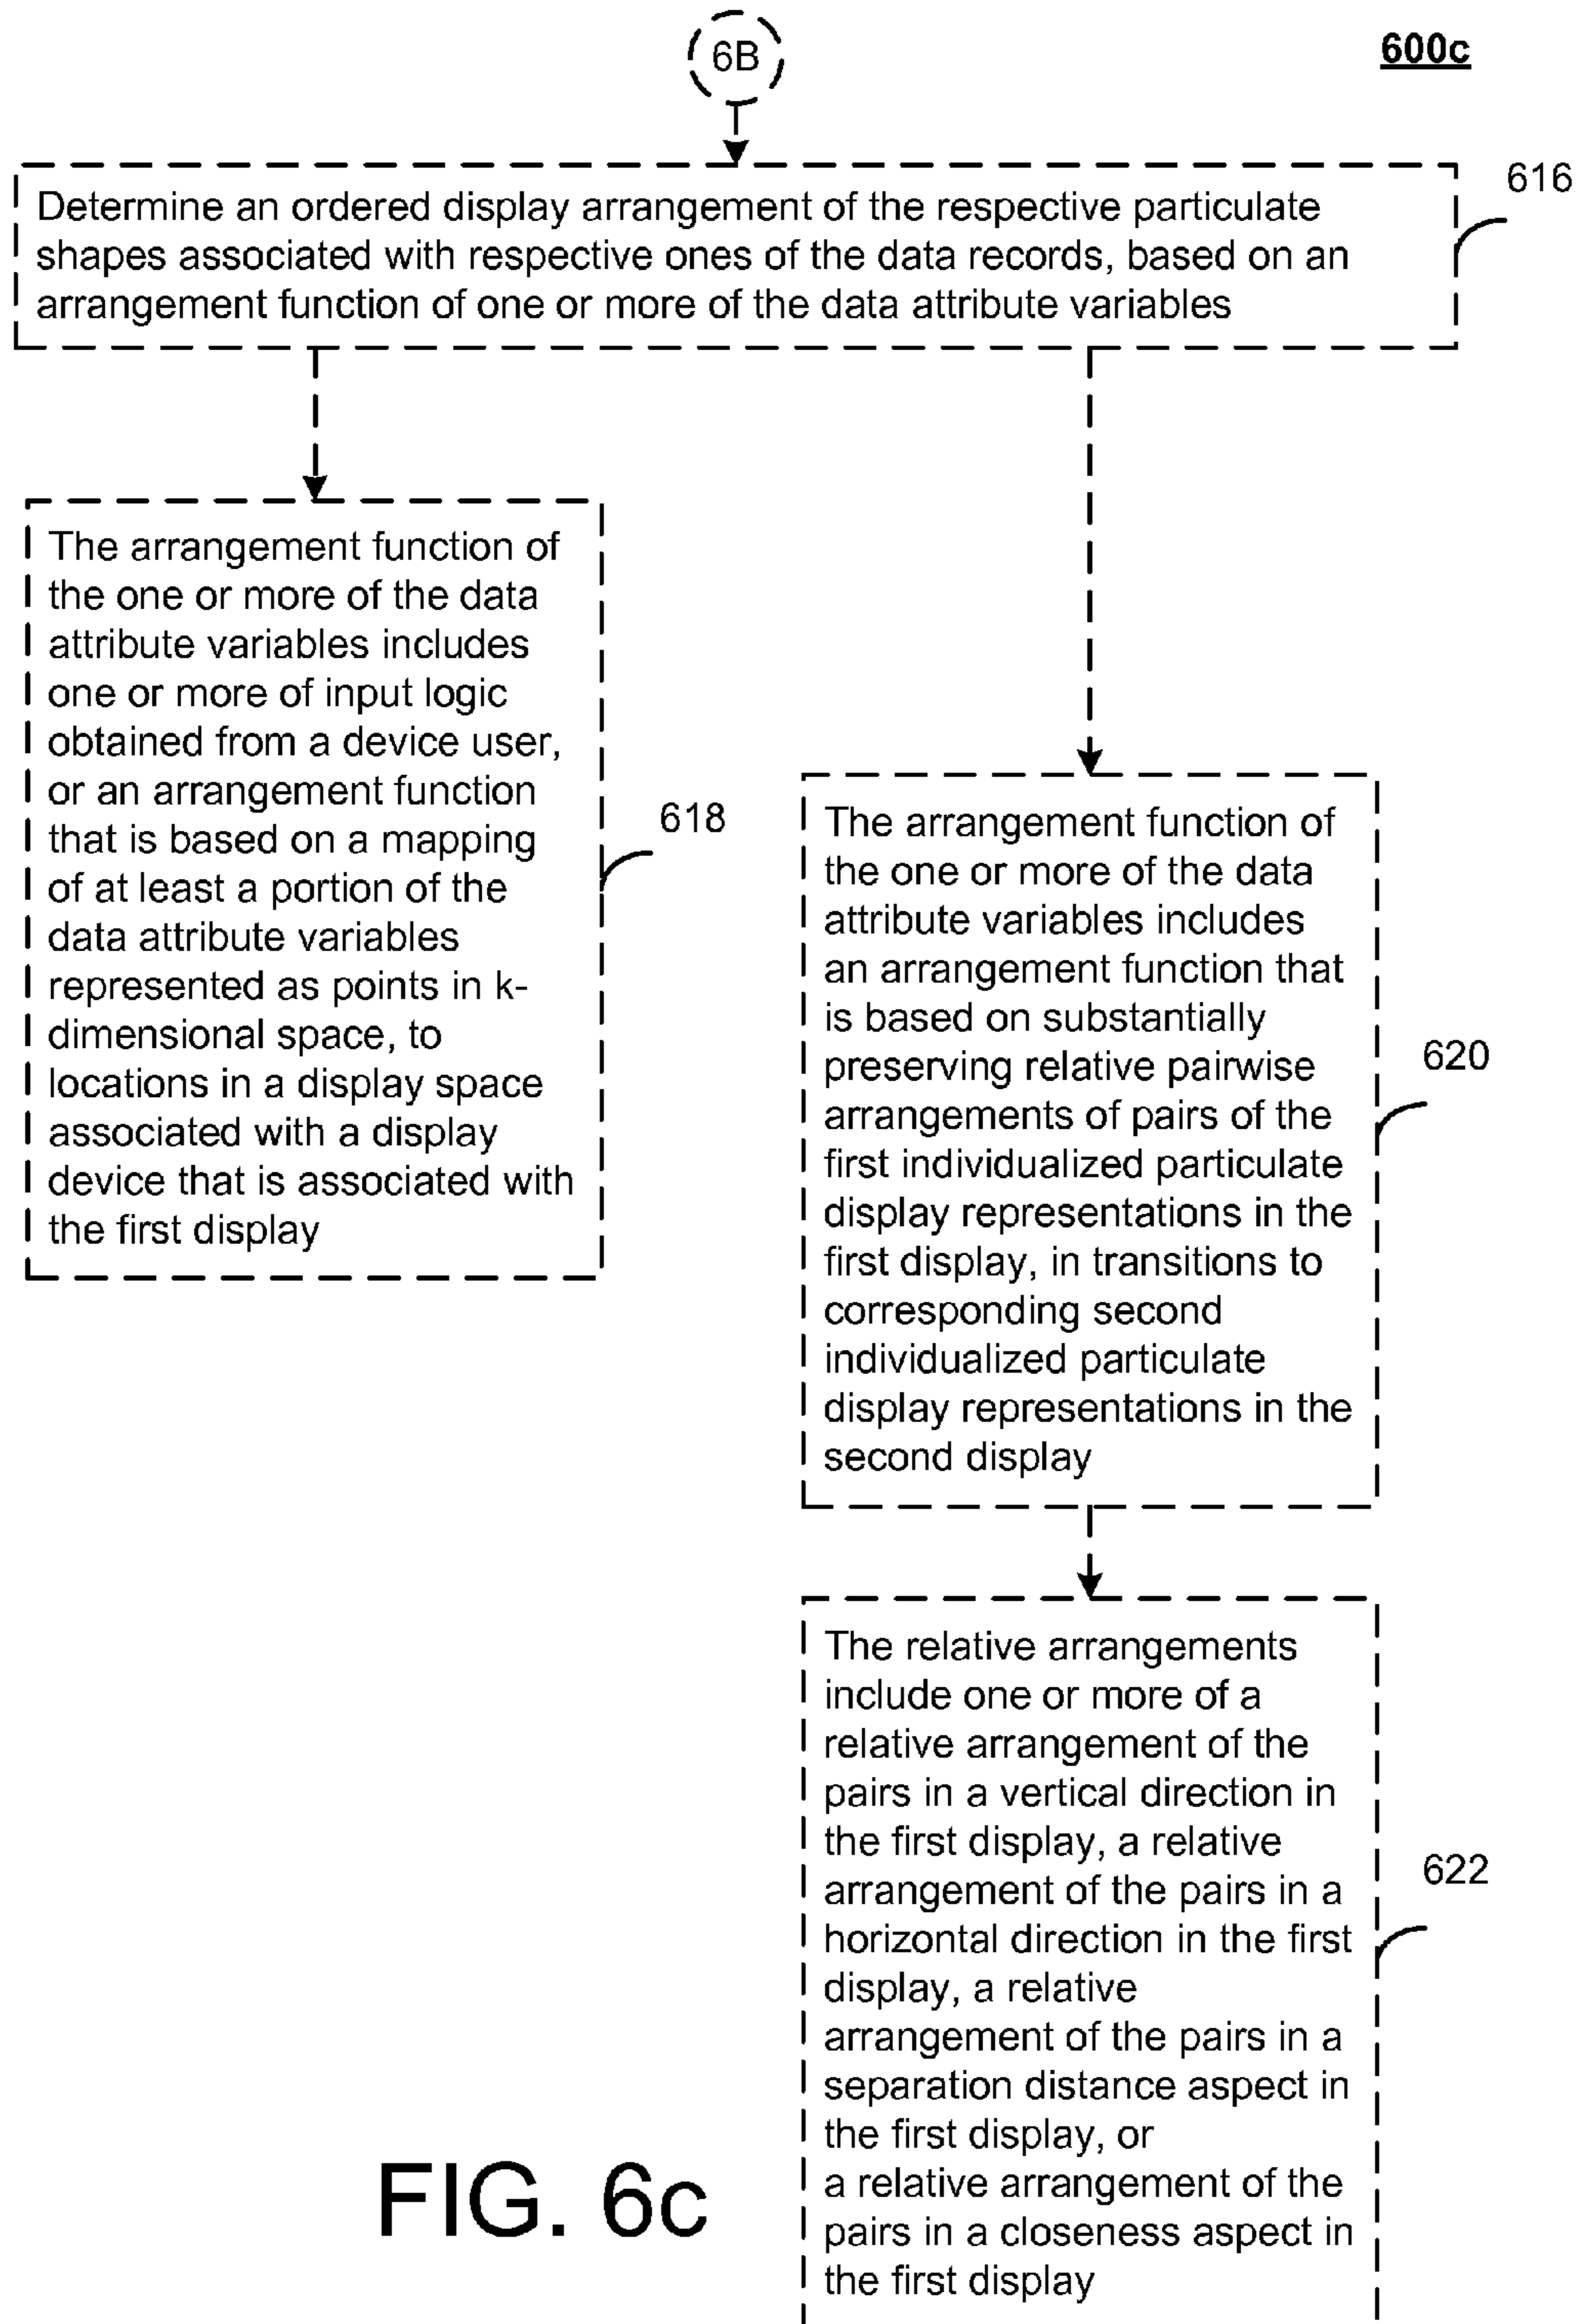 6B
600c
616
Determine an ordered display arrangement of the respective particulate
shapes associated with respective ones of the data records, based on an
arrangement function of one or more of the data attribute variables
The arrangement function of
the one or more of the data
attribute variables includes
one or more of input logic
obtained from a device user,
or an arrangement function
that is based on a mapping
of at least a portion of the
data attribute variables
represented as points in k-
dimensional space, to
locations in a display space
associated with a display
device that is associated with
the first display
618
The arrangement function of
the one or more of the data
attribute variables includes
an arrangement function that
is based on substantially
preserving relative pairwise
arrangements of pairs of the
first individualized particulate
display representations in the
first display, in transitions to
corresponding second
individualized particulate
display representations in the
second display
620
The relative arrangements
include one or more of a
relative arrangement of the
pairs in a vertical direction in
the first display, a relative
arrangement of the pairs in a
horizontal direction in the first
display, a relative
arrangement of the pairs in a
separation distance aspect in
the first display, or
a relative arrangement of the
pairs in a closeness aspect in
the first display
622
FIG. 6c